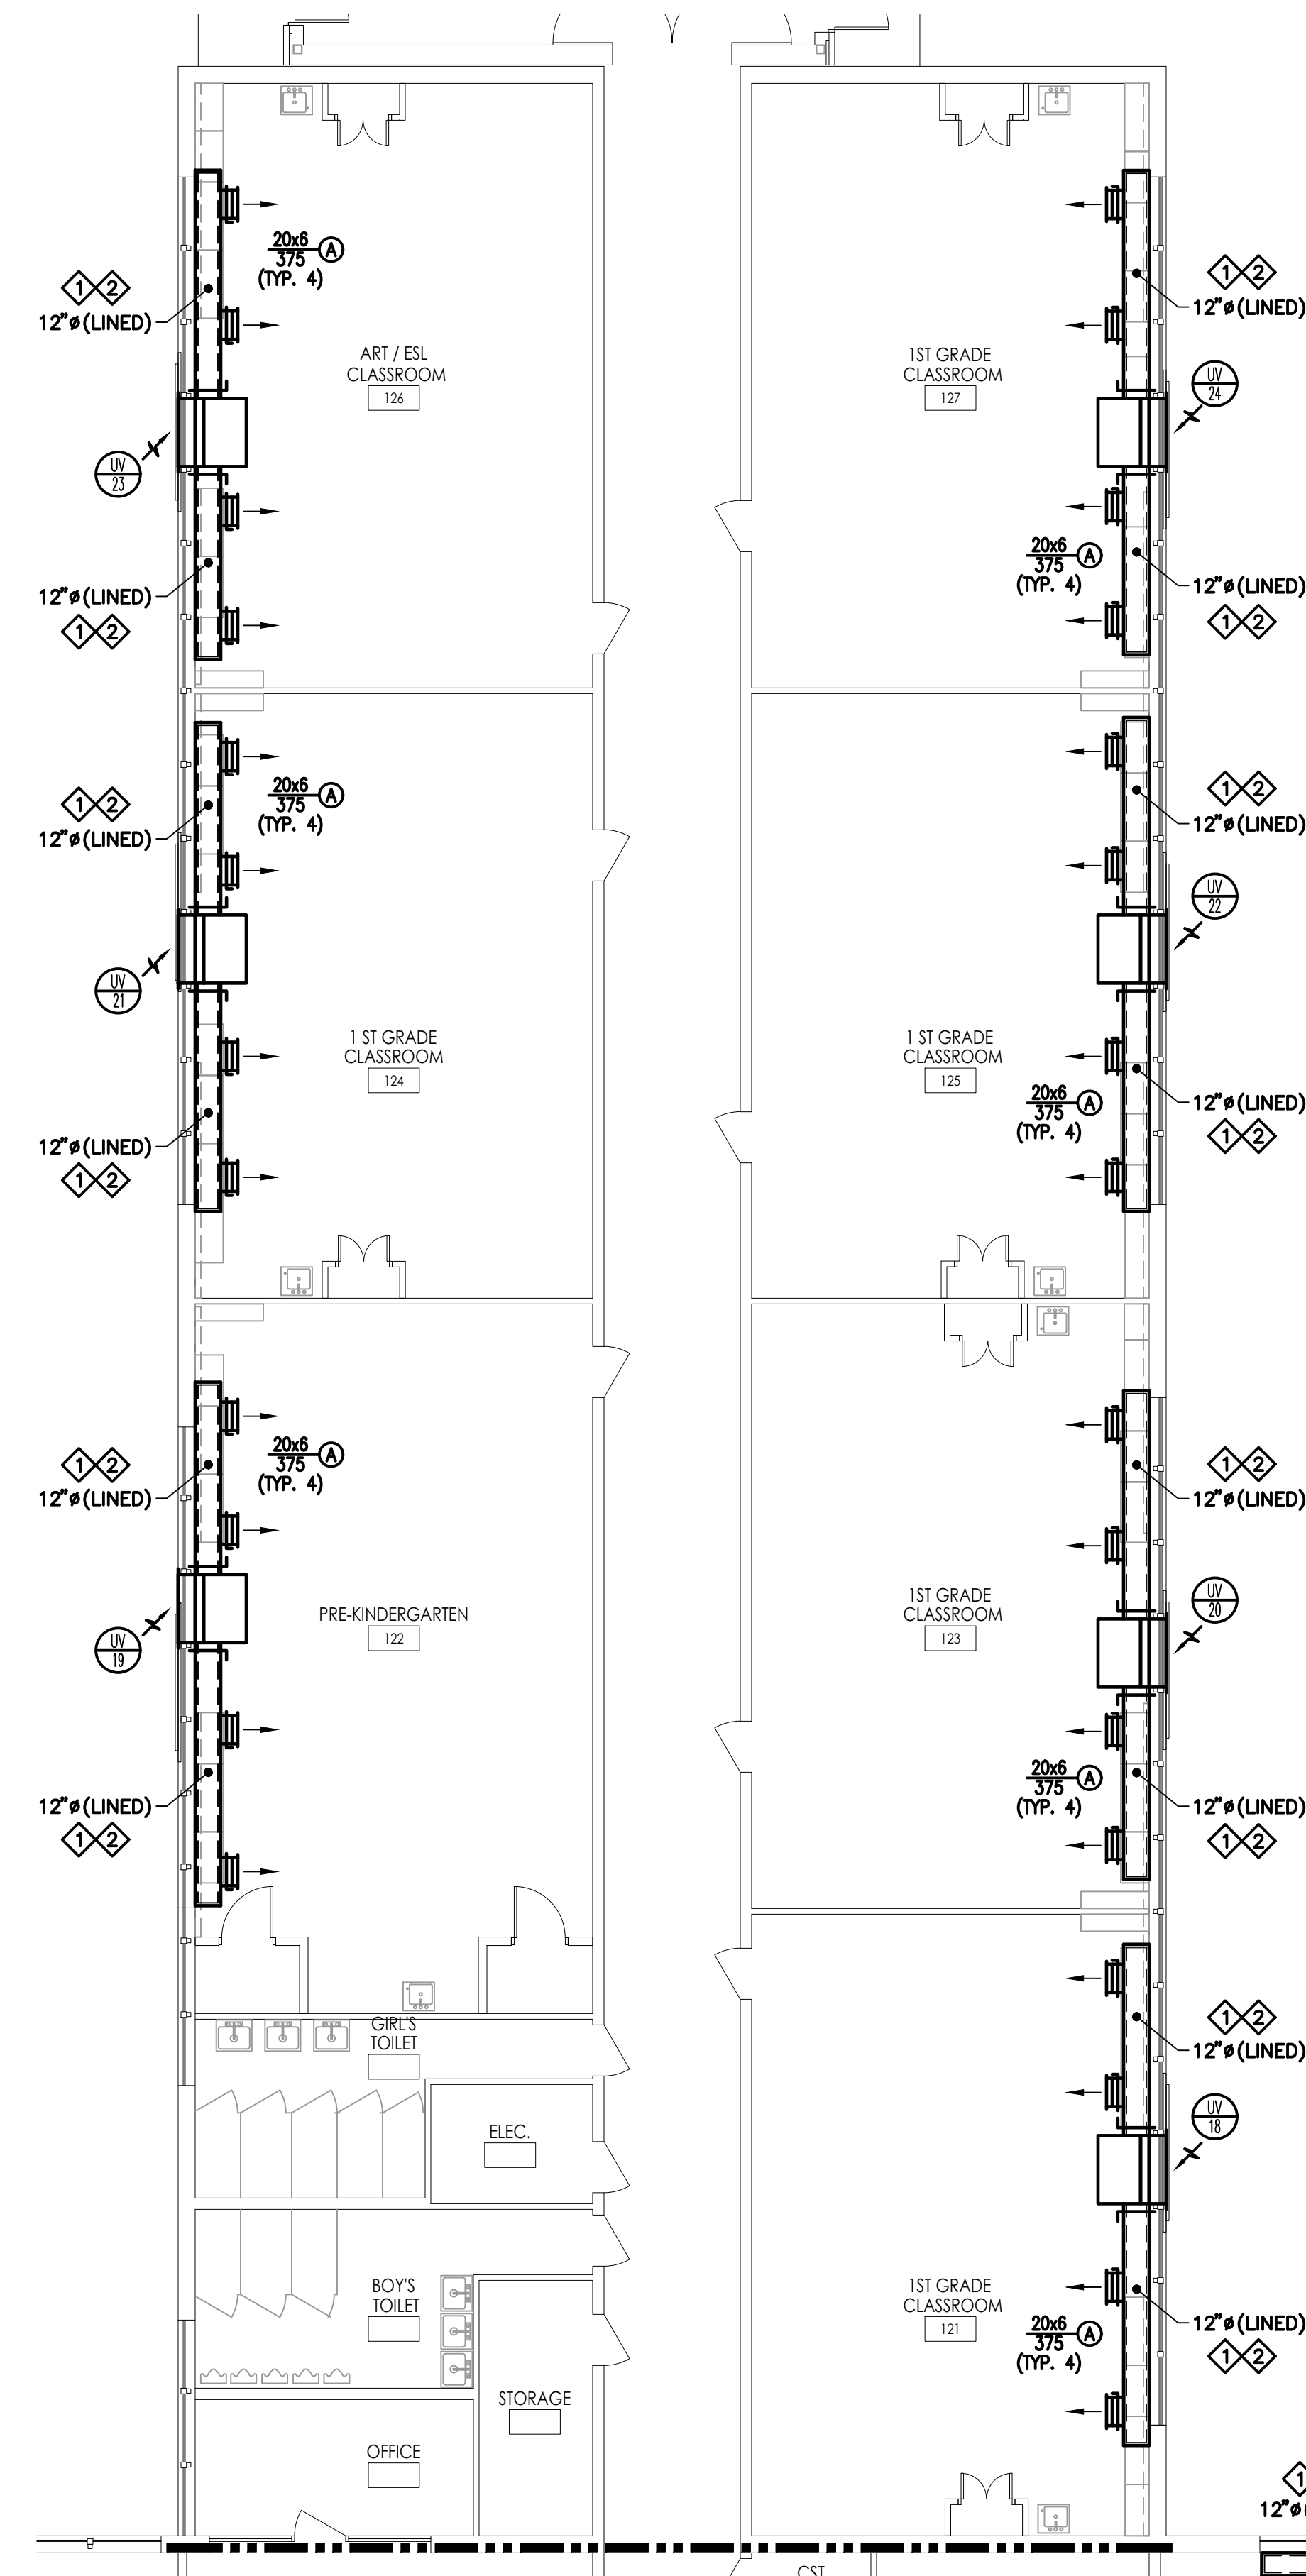 20x6
375 A
(TYP. 4)
1 2
12"ø(LINED)
1 2
12"ø(LINED)
ART / ESL
CLASSROOM
126
1ST GRADE
CLASSROOM
127
UV
24
UV
23
20x6
375 A
(TYP. 4)
12"ø(LINED)
1 2
12"ø(LINED)
1 2
20x6
375 A
(TYP. 4)
1 2
12"ø(LINED)
1 2
12"ø(LINED)
UV
22
UV
21
1 ST GRADE
CLASSROOM
124
1 ST GRADE
CLASSROOM
125
20x6
375 A
(TYP. 4)
12"ø(LINED)
1 2
12"ø(LINED)
1 2
20x6
375 A
(TYP. 4)
1 2
12"ø(LINED)
1 2
12"ø(LINED)
PRE-KINDERGARTEN
122
1ST GRADE
CLASSROOM
123
UV
20
UV
19
20x6
375 A
(TYP. 4)
12"ø(LINED)
1 2
12"ø(LINED)
1 2
GIRL'S
TOILET
1 2
12"ø(LINED)
ELEC.
UV
18
BOY'S
TOILET
1ST GRADE
CLASSROOM
121
20x6
375 A
(TYP. 4)
12"ø(LINED)
1 2
STORAGE
OFFICE
1
12"ø(
CST